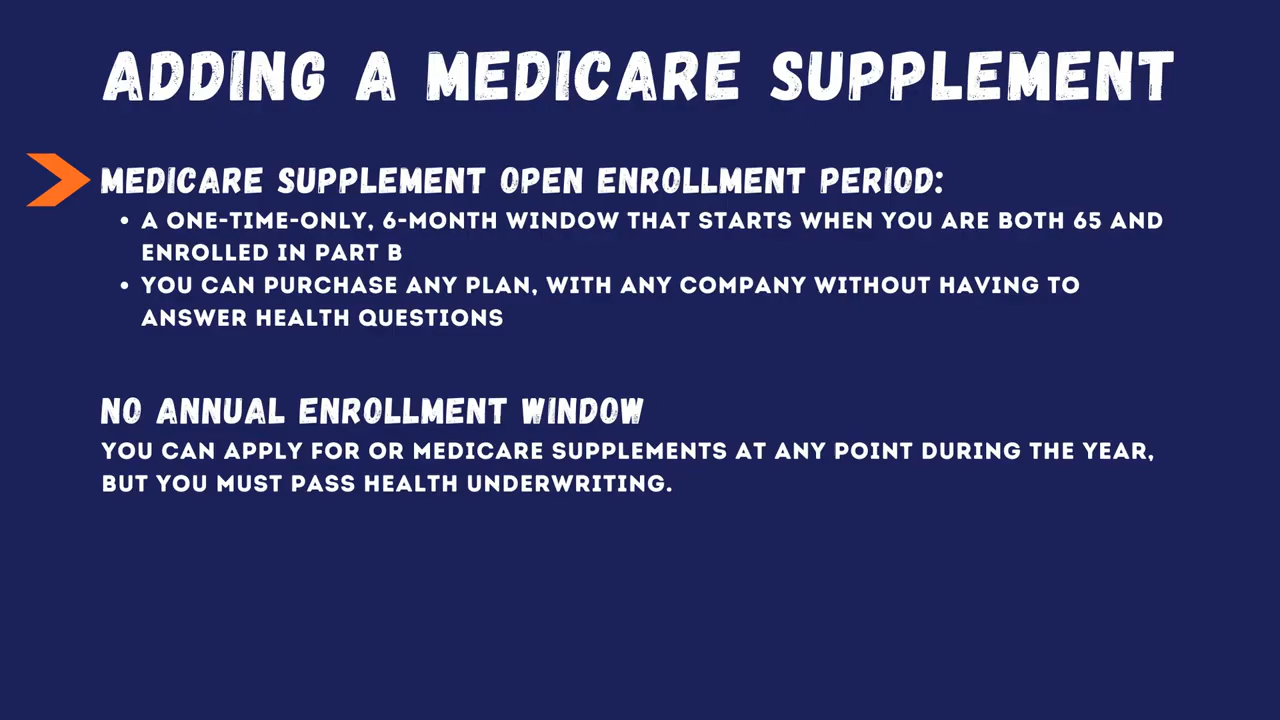 ADDING A MEDICARE SUPPLEMENT
MEDICARE SUPPLEMENT OPEN ENROLLMENT PERIOD:
• A ONE-TIME-ONLY, 6-MONTH WINDOW THAT STARTS WHEN YOU ARE BOTH 65 AND
ENROLLED IN PART B
• YOU CAN PURCHASE ANY PLAN, WITH ANY COMPANY WITHOUT HAVING TO
ANSWER HEALTH QUESTIONS
NO ANNUAL ENROLLMENT WINDOW
YOU CAN APPLY FOR OR MEDICARE SUPPLEMENTS AT ANY POINT DURING THE YEAR,
BUT YOU MUST PASS HEALTH UNDERWRITING.